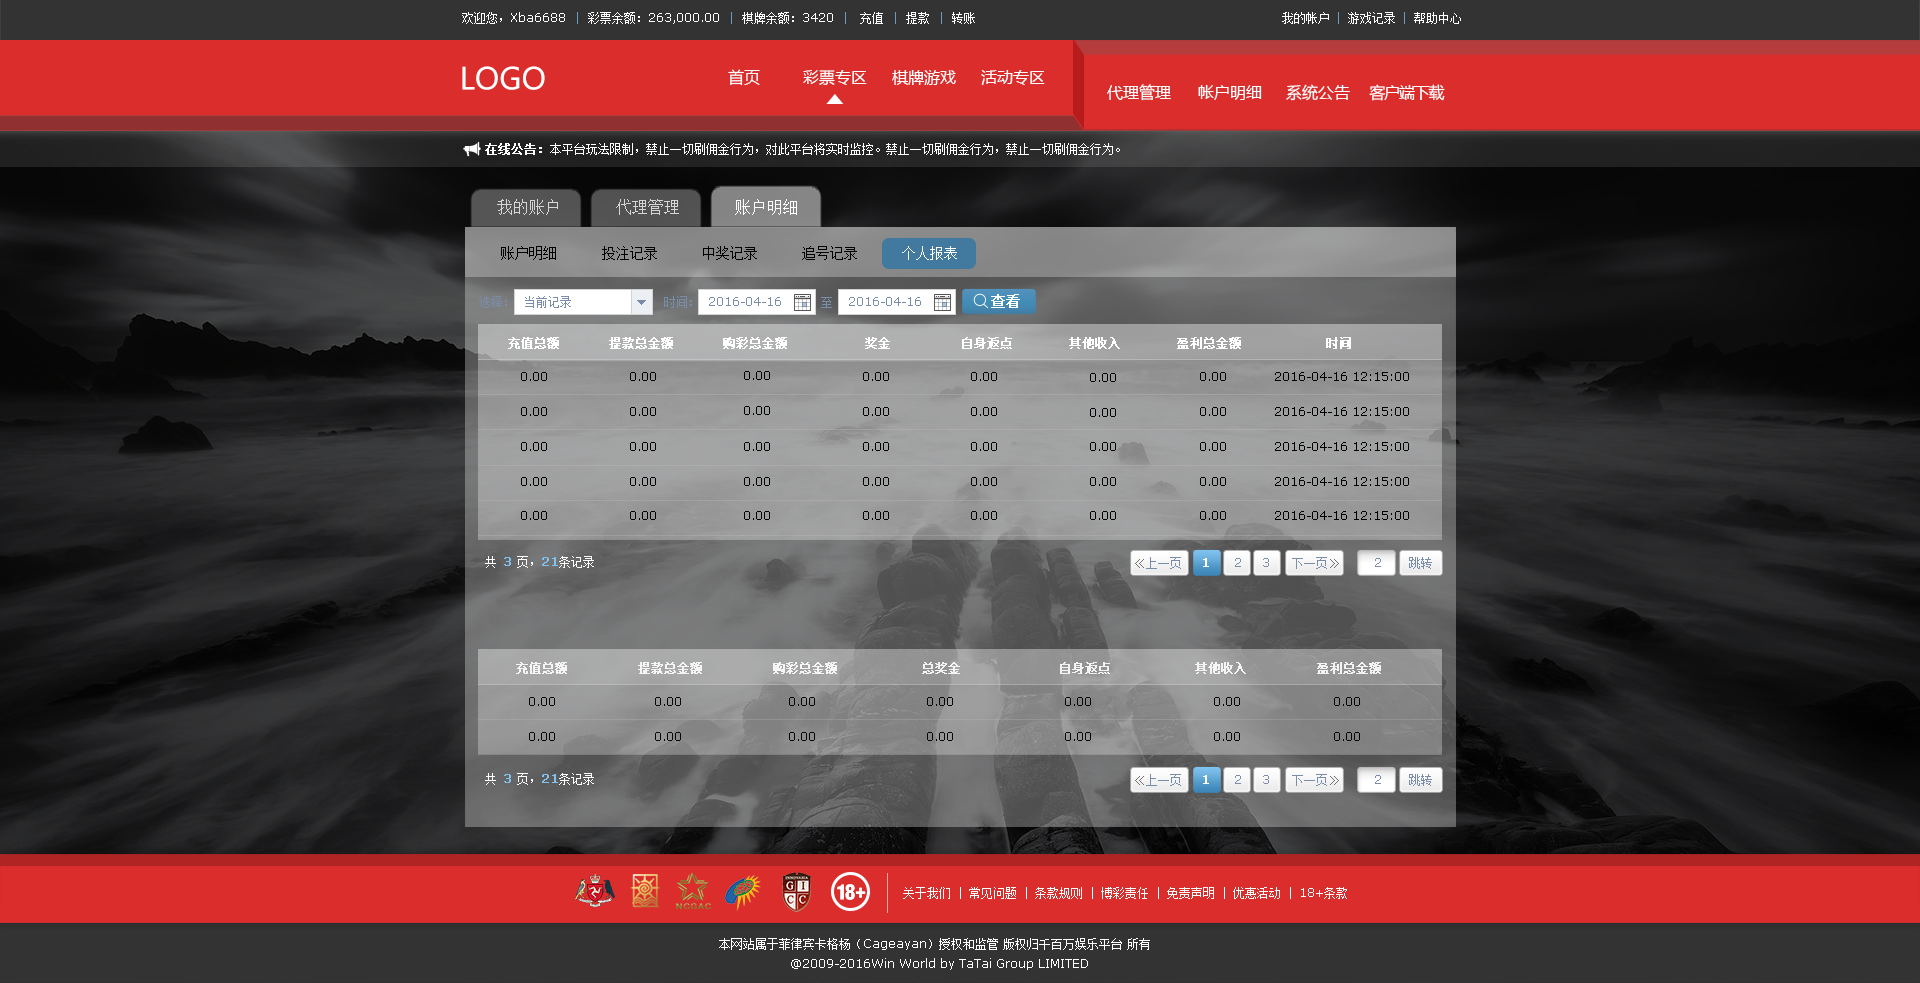 欢迎您，Xba6688 | 彩票余额：263,000.00 | 棋牌余额：3420 | 充值 | 提款 | 转账
我的帐户 | 游戏记录 | 帮助中心
LOGO
首页 彩票专区 棋牌游戏 活动专区
代理管理 帐户明细 系统公告 客户端下载
在线公告：本平台玩法限制，禁止一切刷佣金行为，对此平台将实时监控。禁止一切刷佣金行为，禁止一切刷佣金行为。
我的账户 代理管理 账户明细
账户明细 投注记录 中奖记录 追号记录 个人报表
选择： 当前记录 时间： 2016-04-16 至 2016-04-16 查看
充值总额 提款总金额 购彩总金额 奖金 自身返点 其他收入 盈利总金额 时间
0.00 0.00 0.00 0.00 0.00 0.00 0.00 2016-04-16 12:15:00
0.00 0.00 0.00 0.00 0.00 0.00 0.00 2016-04-16 12:15:00
0.00 0.00 0.00 0.00 0.00 0.00 0.00 2016-04-16 12:15:00
0.00 0.00 0.00 0.00 0.00 0.00 0.00 2016-04-16 12:15:00
0.00 0.00 0.00 0.00 0.00 0.00 0.00 2016-04-16 12:15:00
共 3 页，21条记录
《上一页 1 2 3 下一页》 2 跳转
充值总额 提款总金额 购彩总金额 总奖金 自身返点 其他收入 盈利总金额
0.00 0.00 0.00 0.00 0.00 0.00 0.00
0.00 0.00 0.00 0.00 0.00 0.00 0.00
共 3 页，21条记录
《上一页 1 2 3 下一页》 2 跳转
NCGAC
GICC
18+
关于我们 | 常见问题 | 条款规则 | 博彩责任 | 免责声明 | 优惠活动 | 18+条款
本网站属于菲律宾卡格杨（Cageayan）授权和监管 版权归千百万娱乐平台 所有
@2009-2016Win World by TaTai Group LIMITED